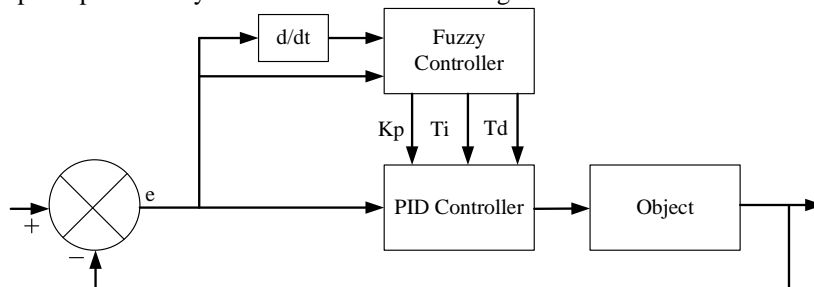 d/dt
Fuzzy
Controller
Kp Ti Td
e
PID Controller
Object
+
−